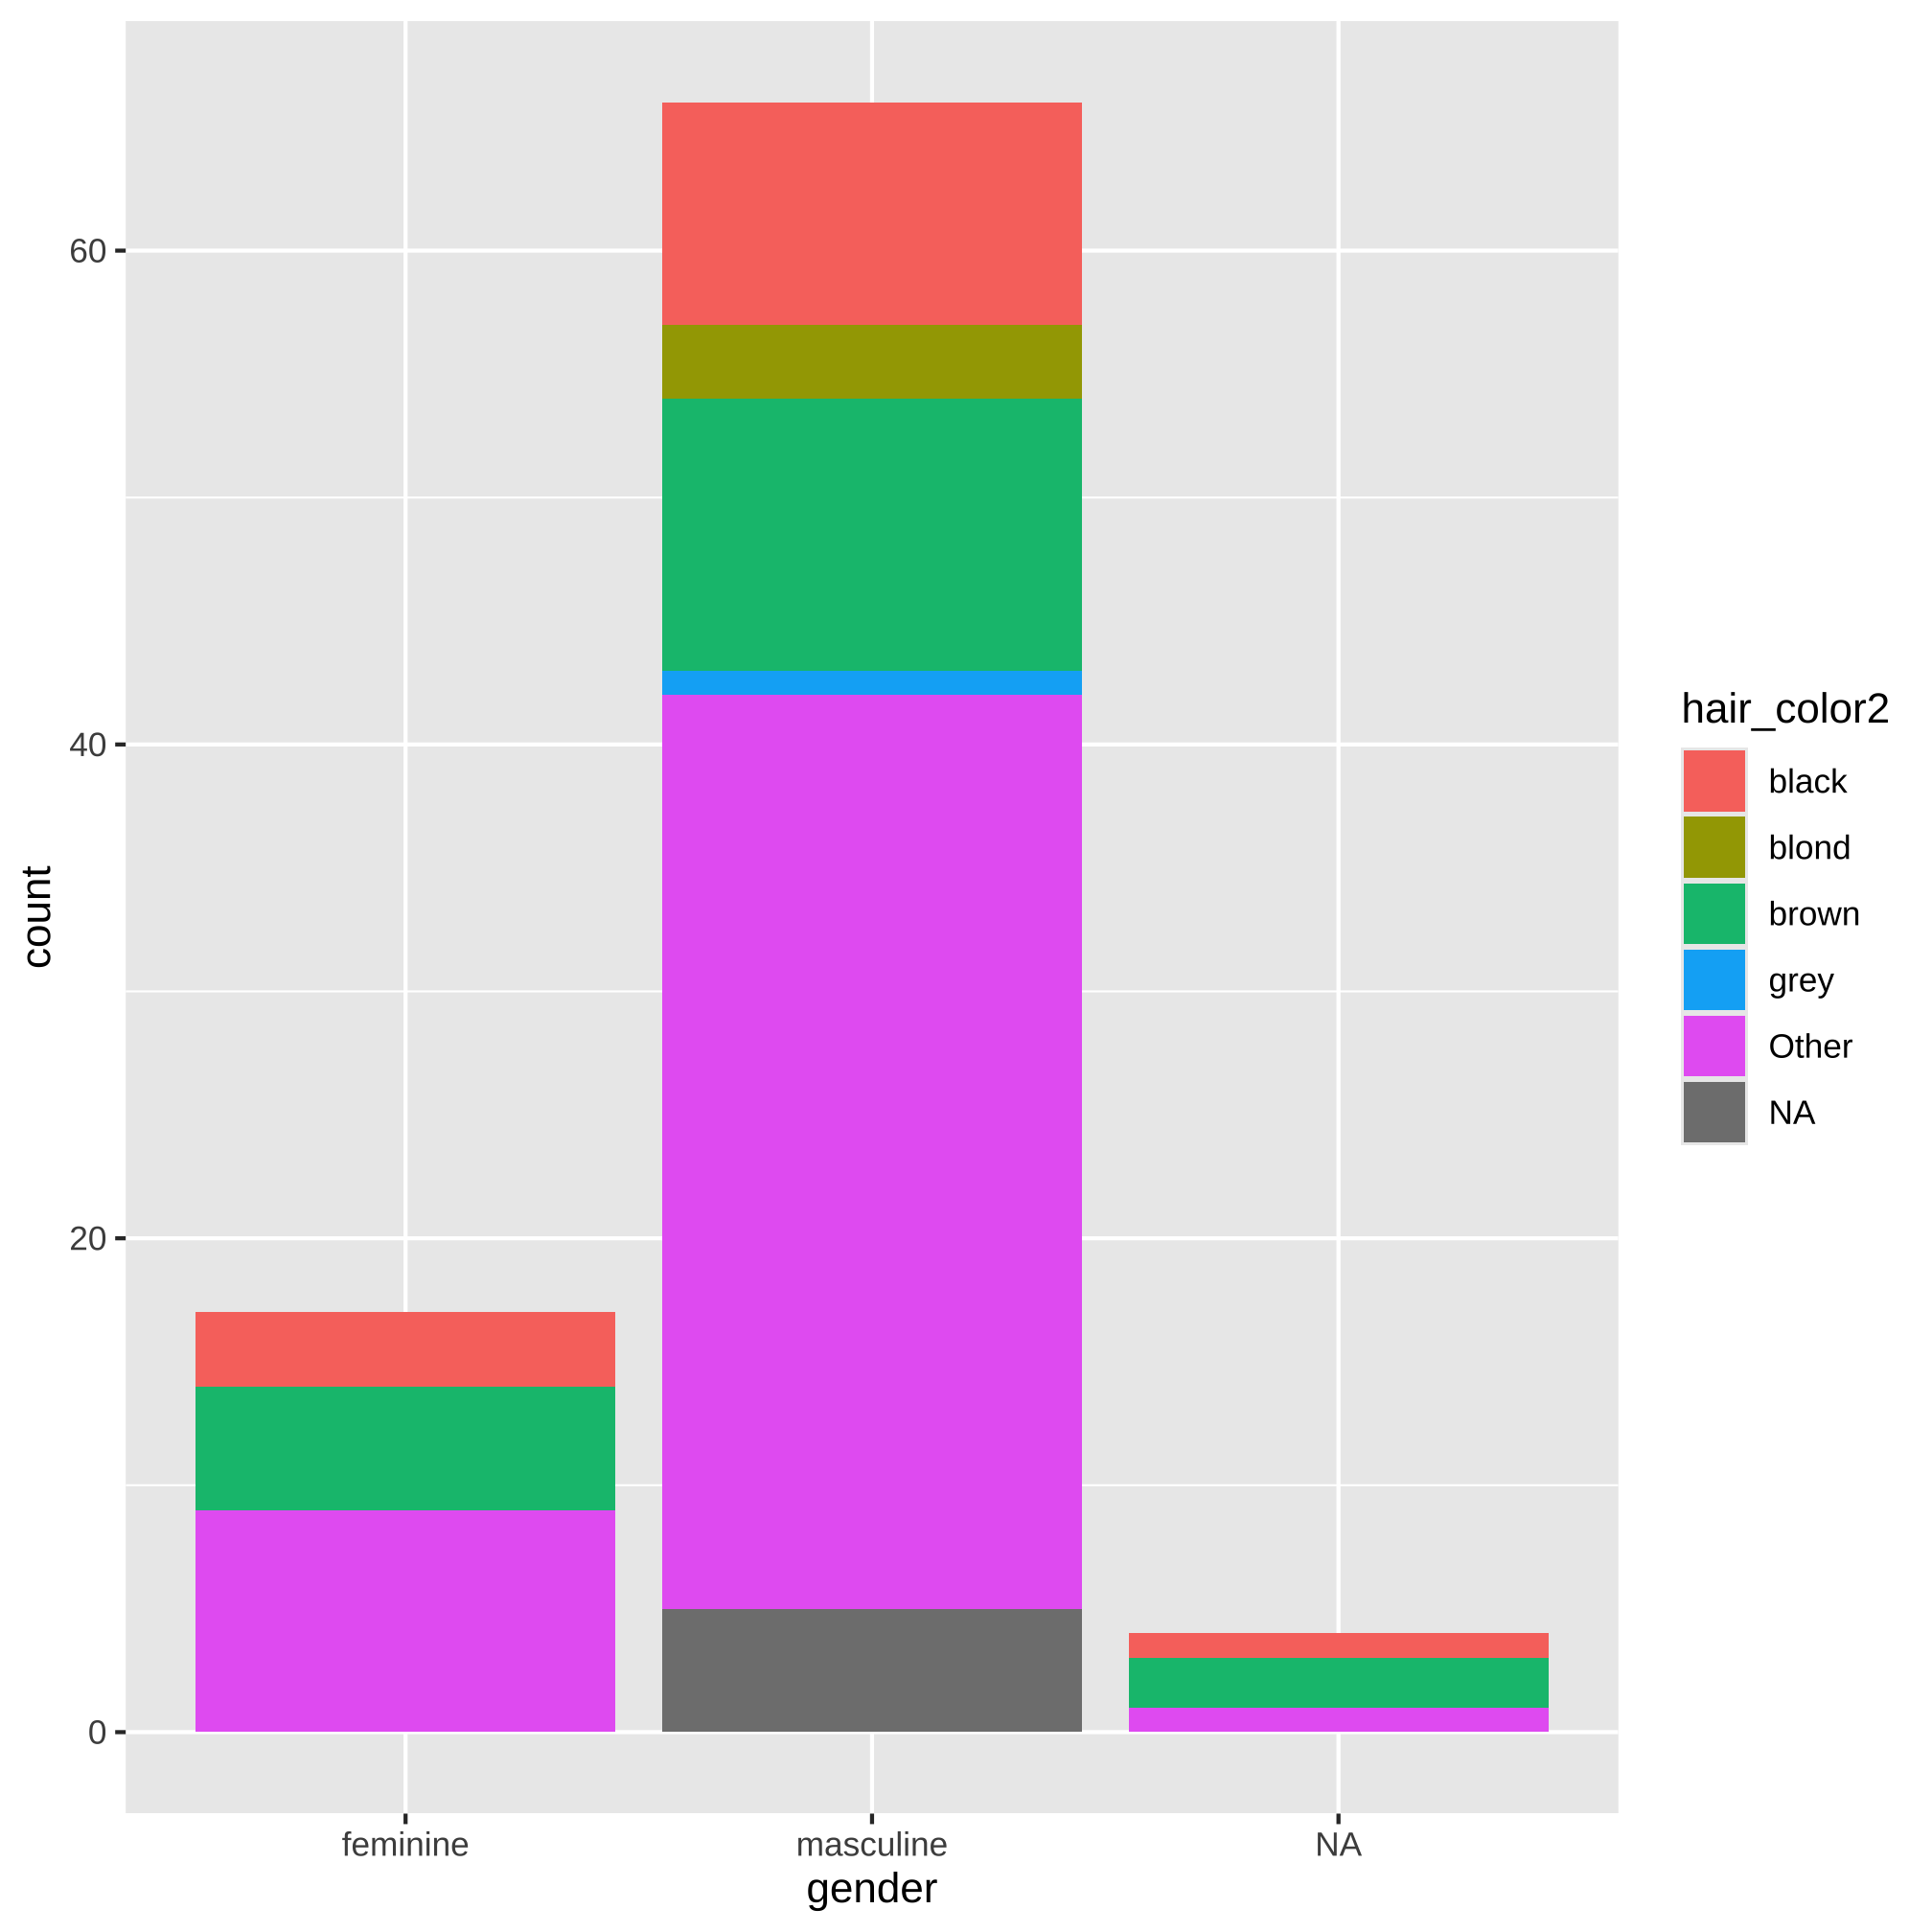 60
40
20
0
count
feminine
masculine
NA
gender
hair_color2
black
blond
brown
grey
Other
NA